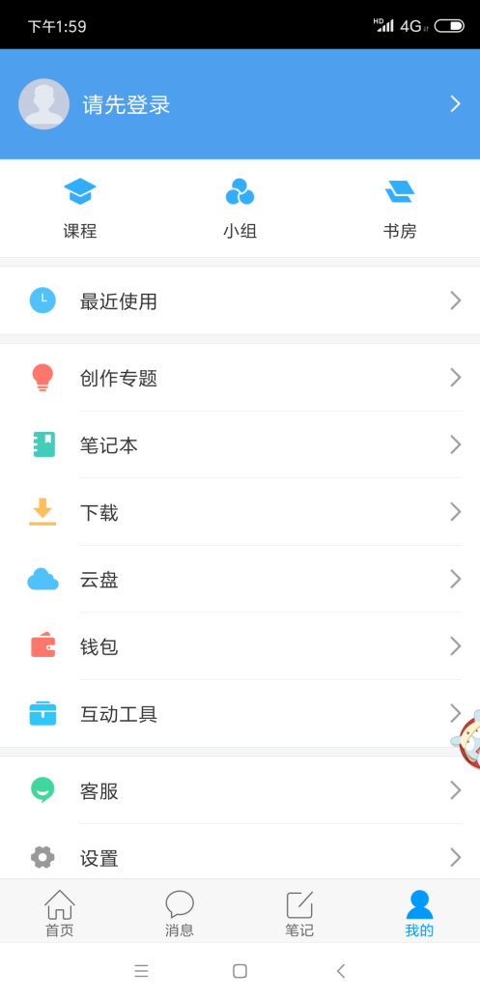 下午1:59
HD 4G
请先登录
课程
小组
书房
最近使用
创作专题
笔记本
下载
云盘
钱包
互动工具
客服
设置
首页
消息
笔记
我的